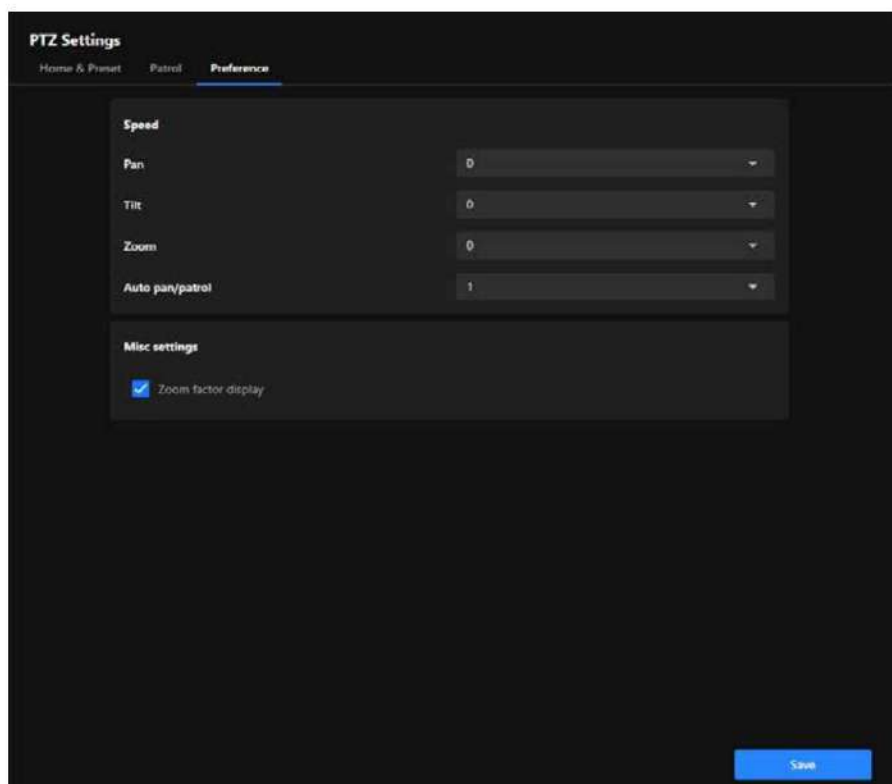 PTZ Settings
Home & Preset Patrol Preference
Speed
Pan 0
Tilt 0
Zoom 0
Auto pan/patrol 1
Misc settings
Zoom factor display
Save